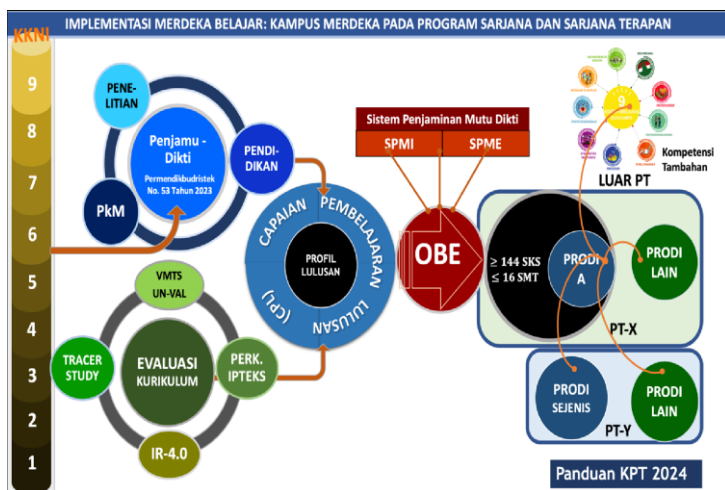 IMPLEMENTASI MERDEKA BELAJAR: KAMPUS MERDEKA PADA PROGRAM SARJANA DAN SARJANA TERAPAN
KKNI
9
8
7
6
5
4
3
2
1
PENE-
LITIAN
Penjamu -
Dikti
Permendikbudristek
No. 53 Tahun 2023
PENDI-
DIKAN
PkM
VMTS
UN-VAL
TRACER
STUDY
EVALUASI
KURIKULUM
PERK.
IPTEKS
IR-4.0
CAPAIAN PEMBELAJARAN
LULUSAN (CPL)
PROFIL
LULUSAN
Sistem Penjaminan Mutu Dikti
SPMI
SPME
OBE
9
Kompetensi
Tambahan
LUAR PT
≥ 144 SKS
≤ 16 SMT
PRODI
A
PRODI
LAIN
PT-X
PRODI
SEJENIS
PRODI
LAIN
PT-Y
Panduan KPT 2024